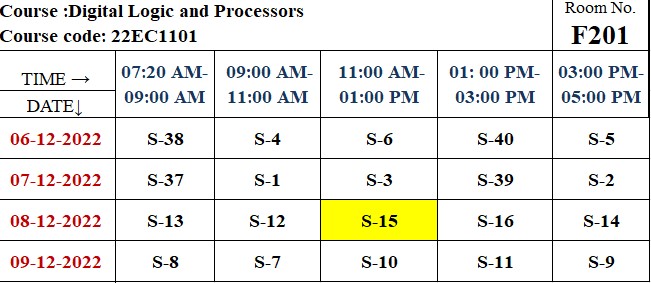 Course :Digital Logic and Processors
Room No.
Course code: 22EC1101
F201
TIME → 07:20 AM- 09:00 AM- 11:00 AM- 01: 00 PM- 03:00 PM-
DATE↓ 09:00 AM 11:00 AM 01:00 PM 03:00 PM 05:00 PM
06-12-2022 S-38 S-4 S-6 S-40 S-5
07-12-2022 S-37 S-1 S-3 S-39 S-2
08-12-2022 S-13 S-12 S-15 S-16 S-14
09-12-2022 S-8 S-7 S-10 S-11 S-9